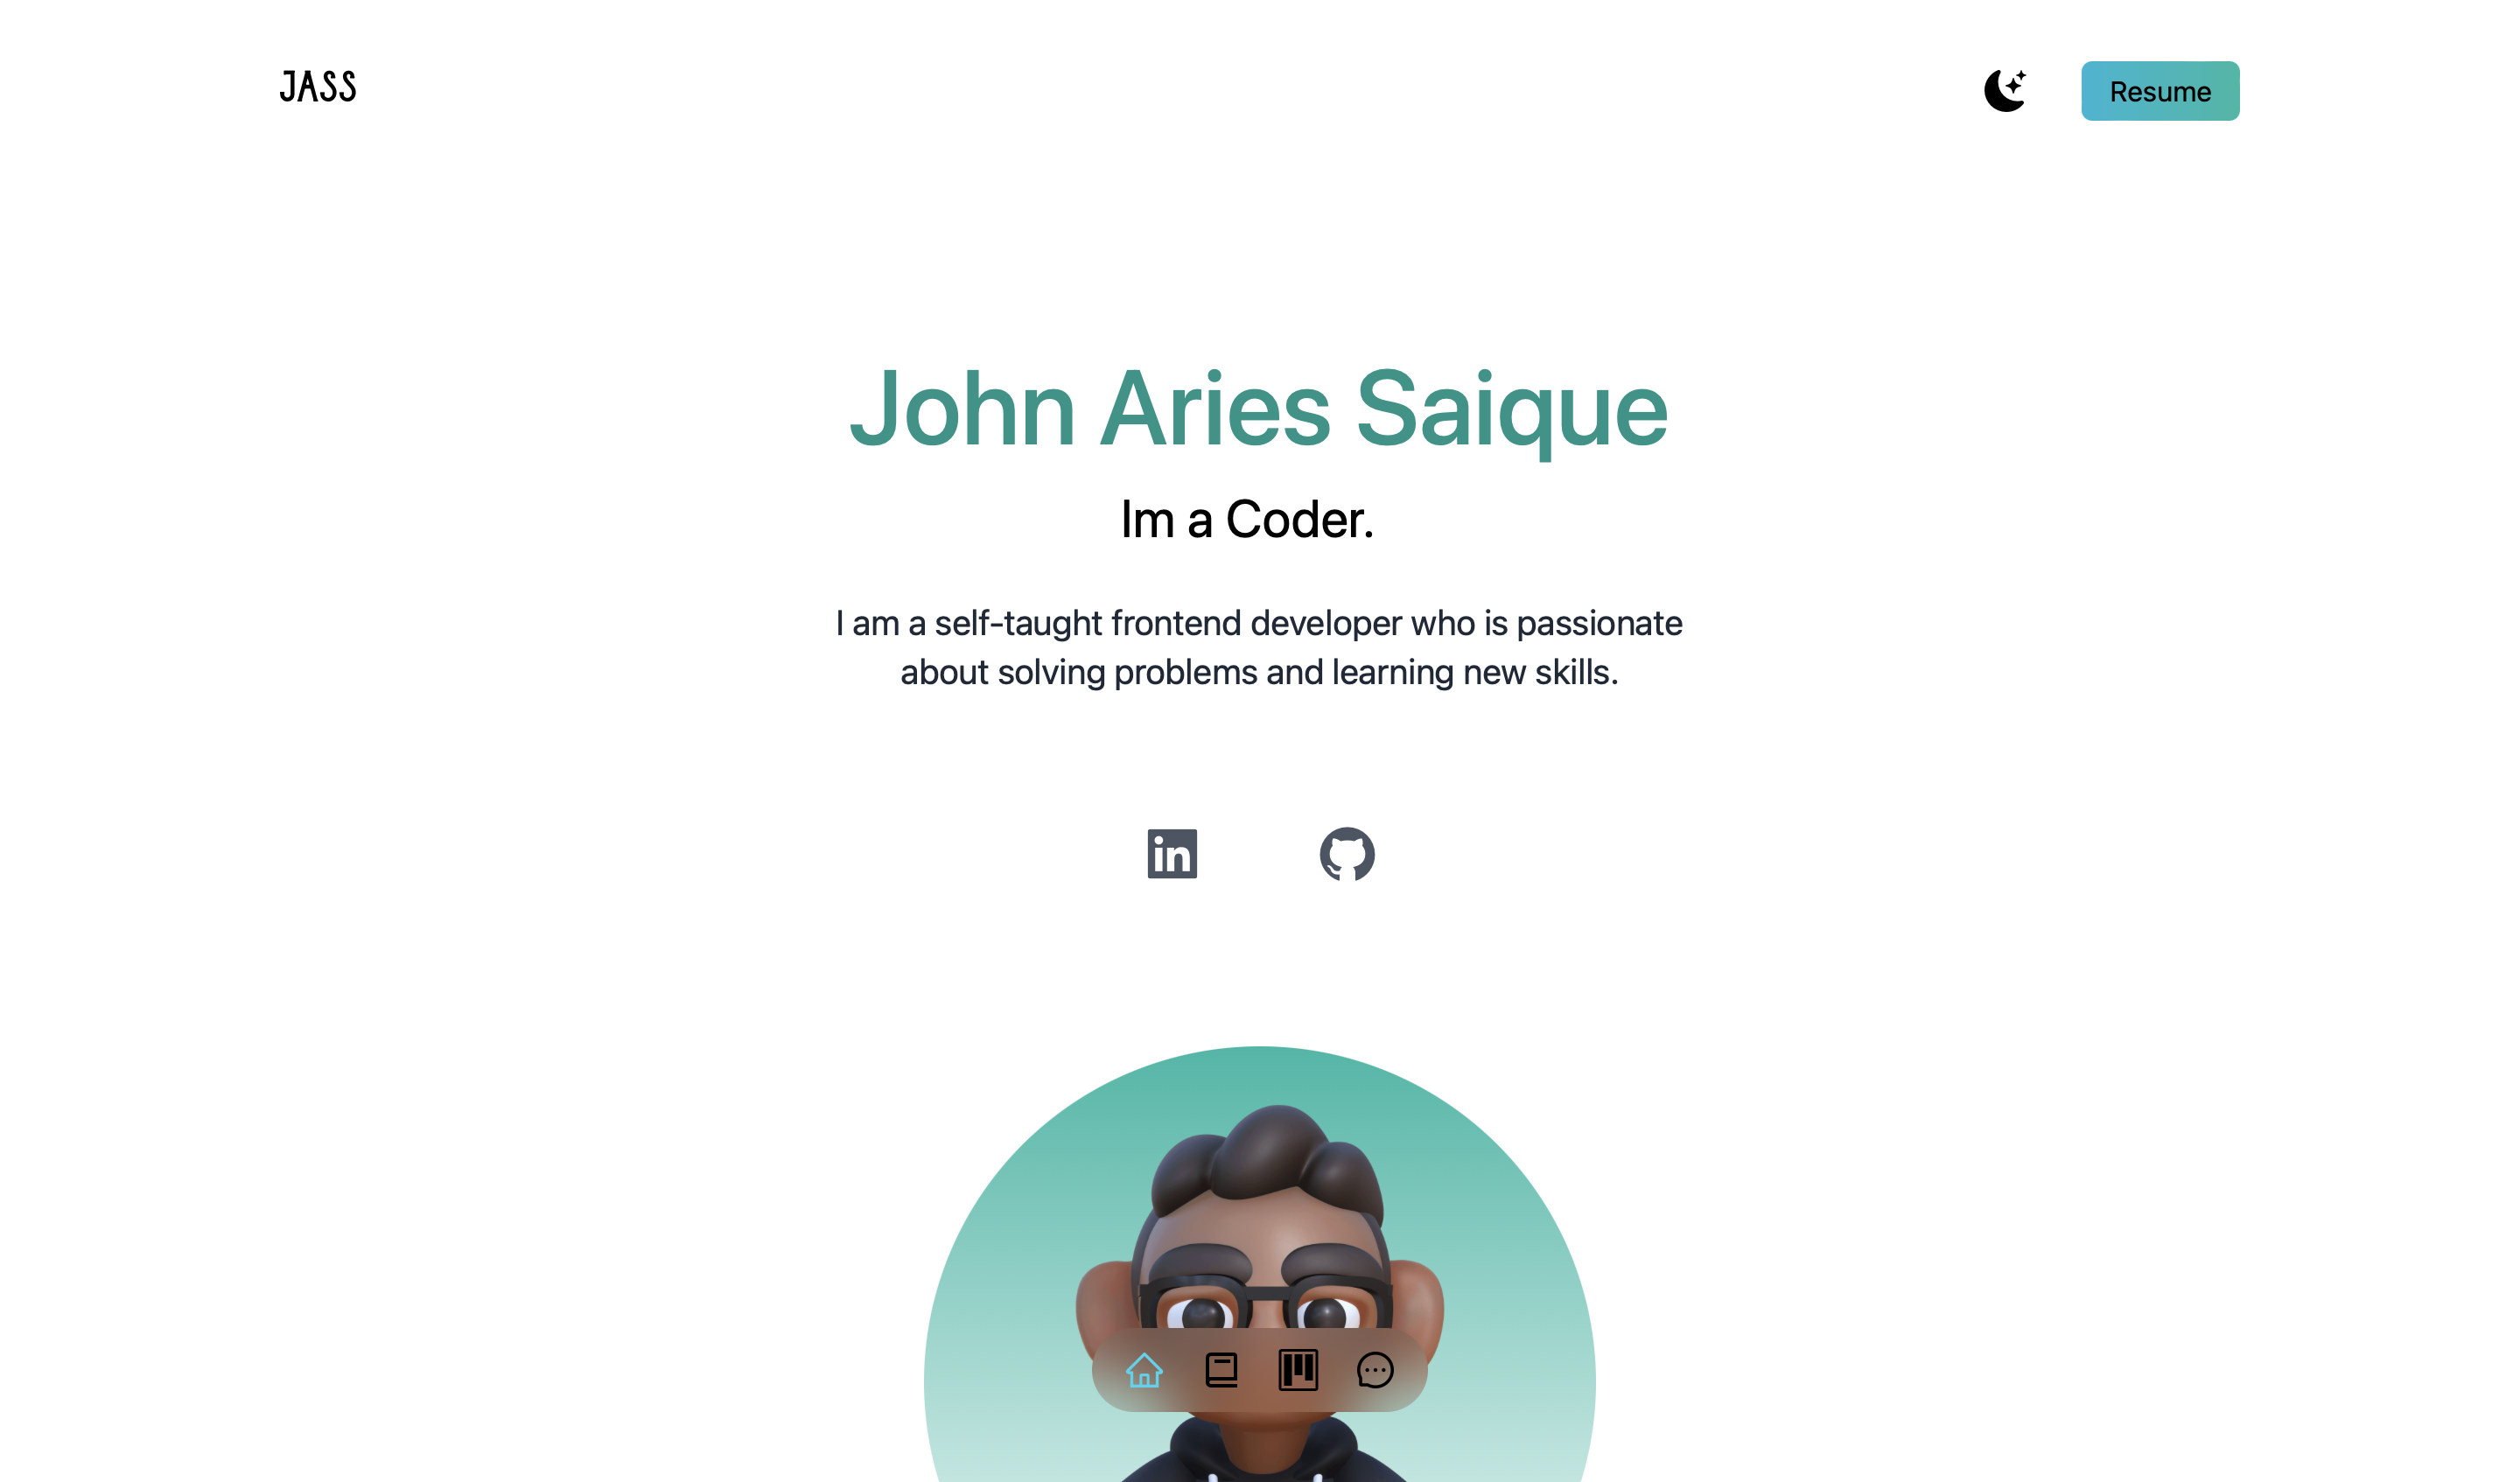 JASS
Resume
John Aries Saique
Im a Coder.
I am a self-taught frontend developer who is passionate
about solving problems and learning new skills.
in